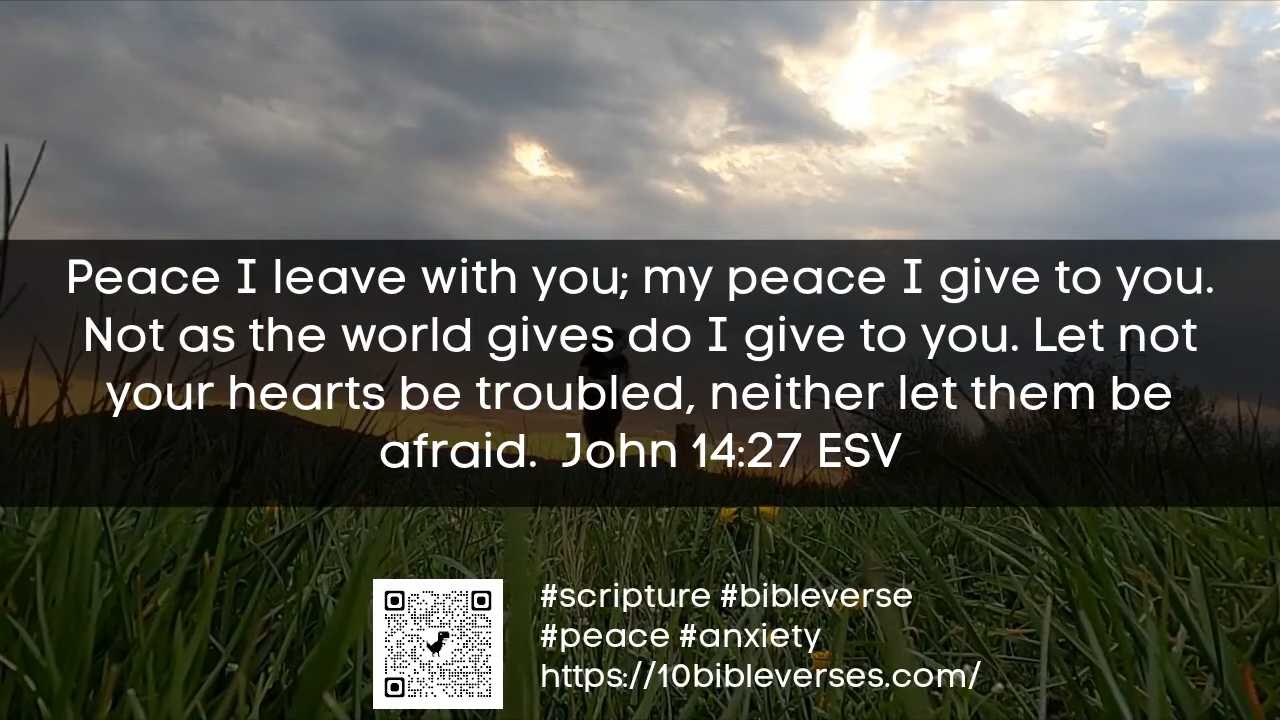 Peace I leave with you; my peace I give to you.
Not as the world gives do I give to you. Let not
your hearts be troubled, neither let them be
afraid.  John 14:27 ESV
#scripture #bibleverse
#peace #anxiety
https://10bibleverses.com/